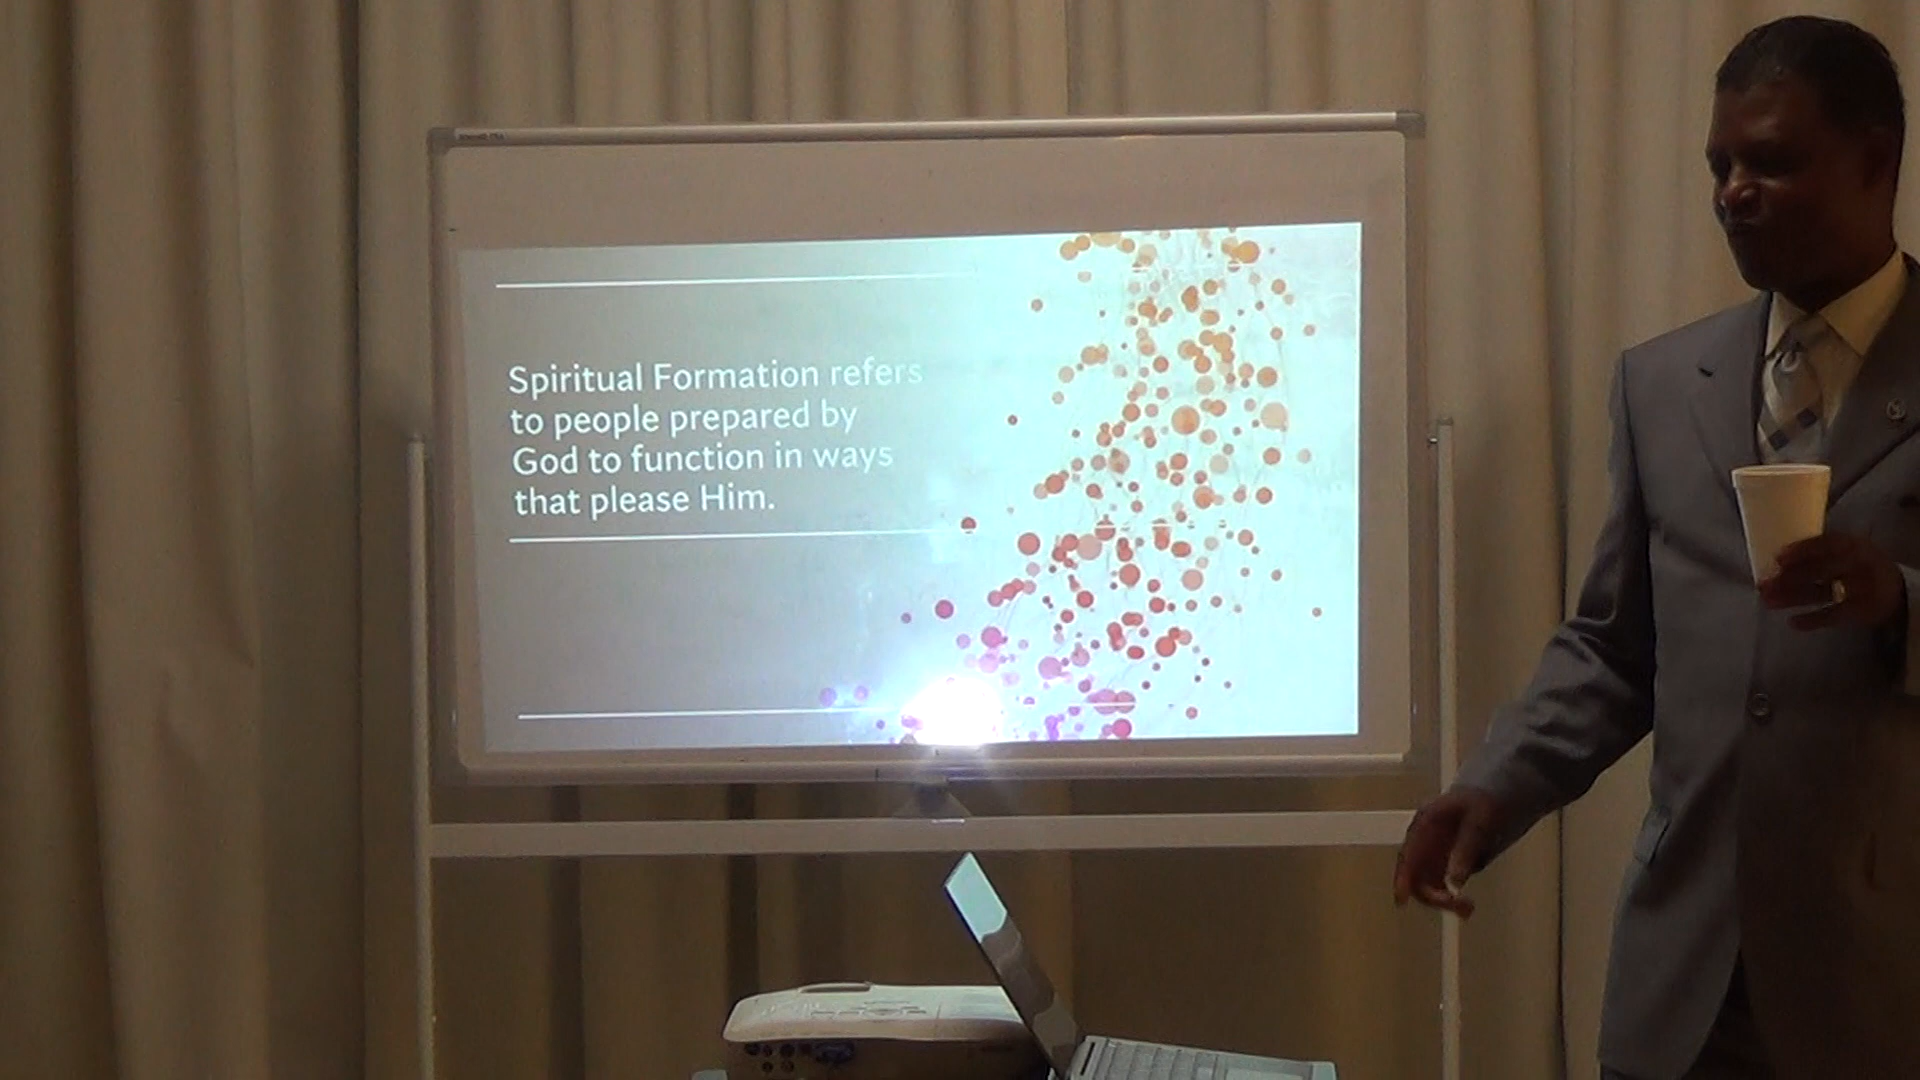 Spiritual Formation refers
to people prepared by
God to function in ways
that please Him.